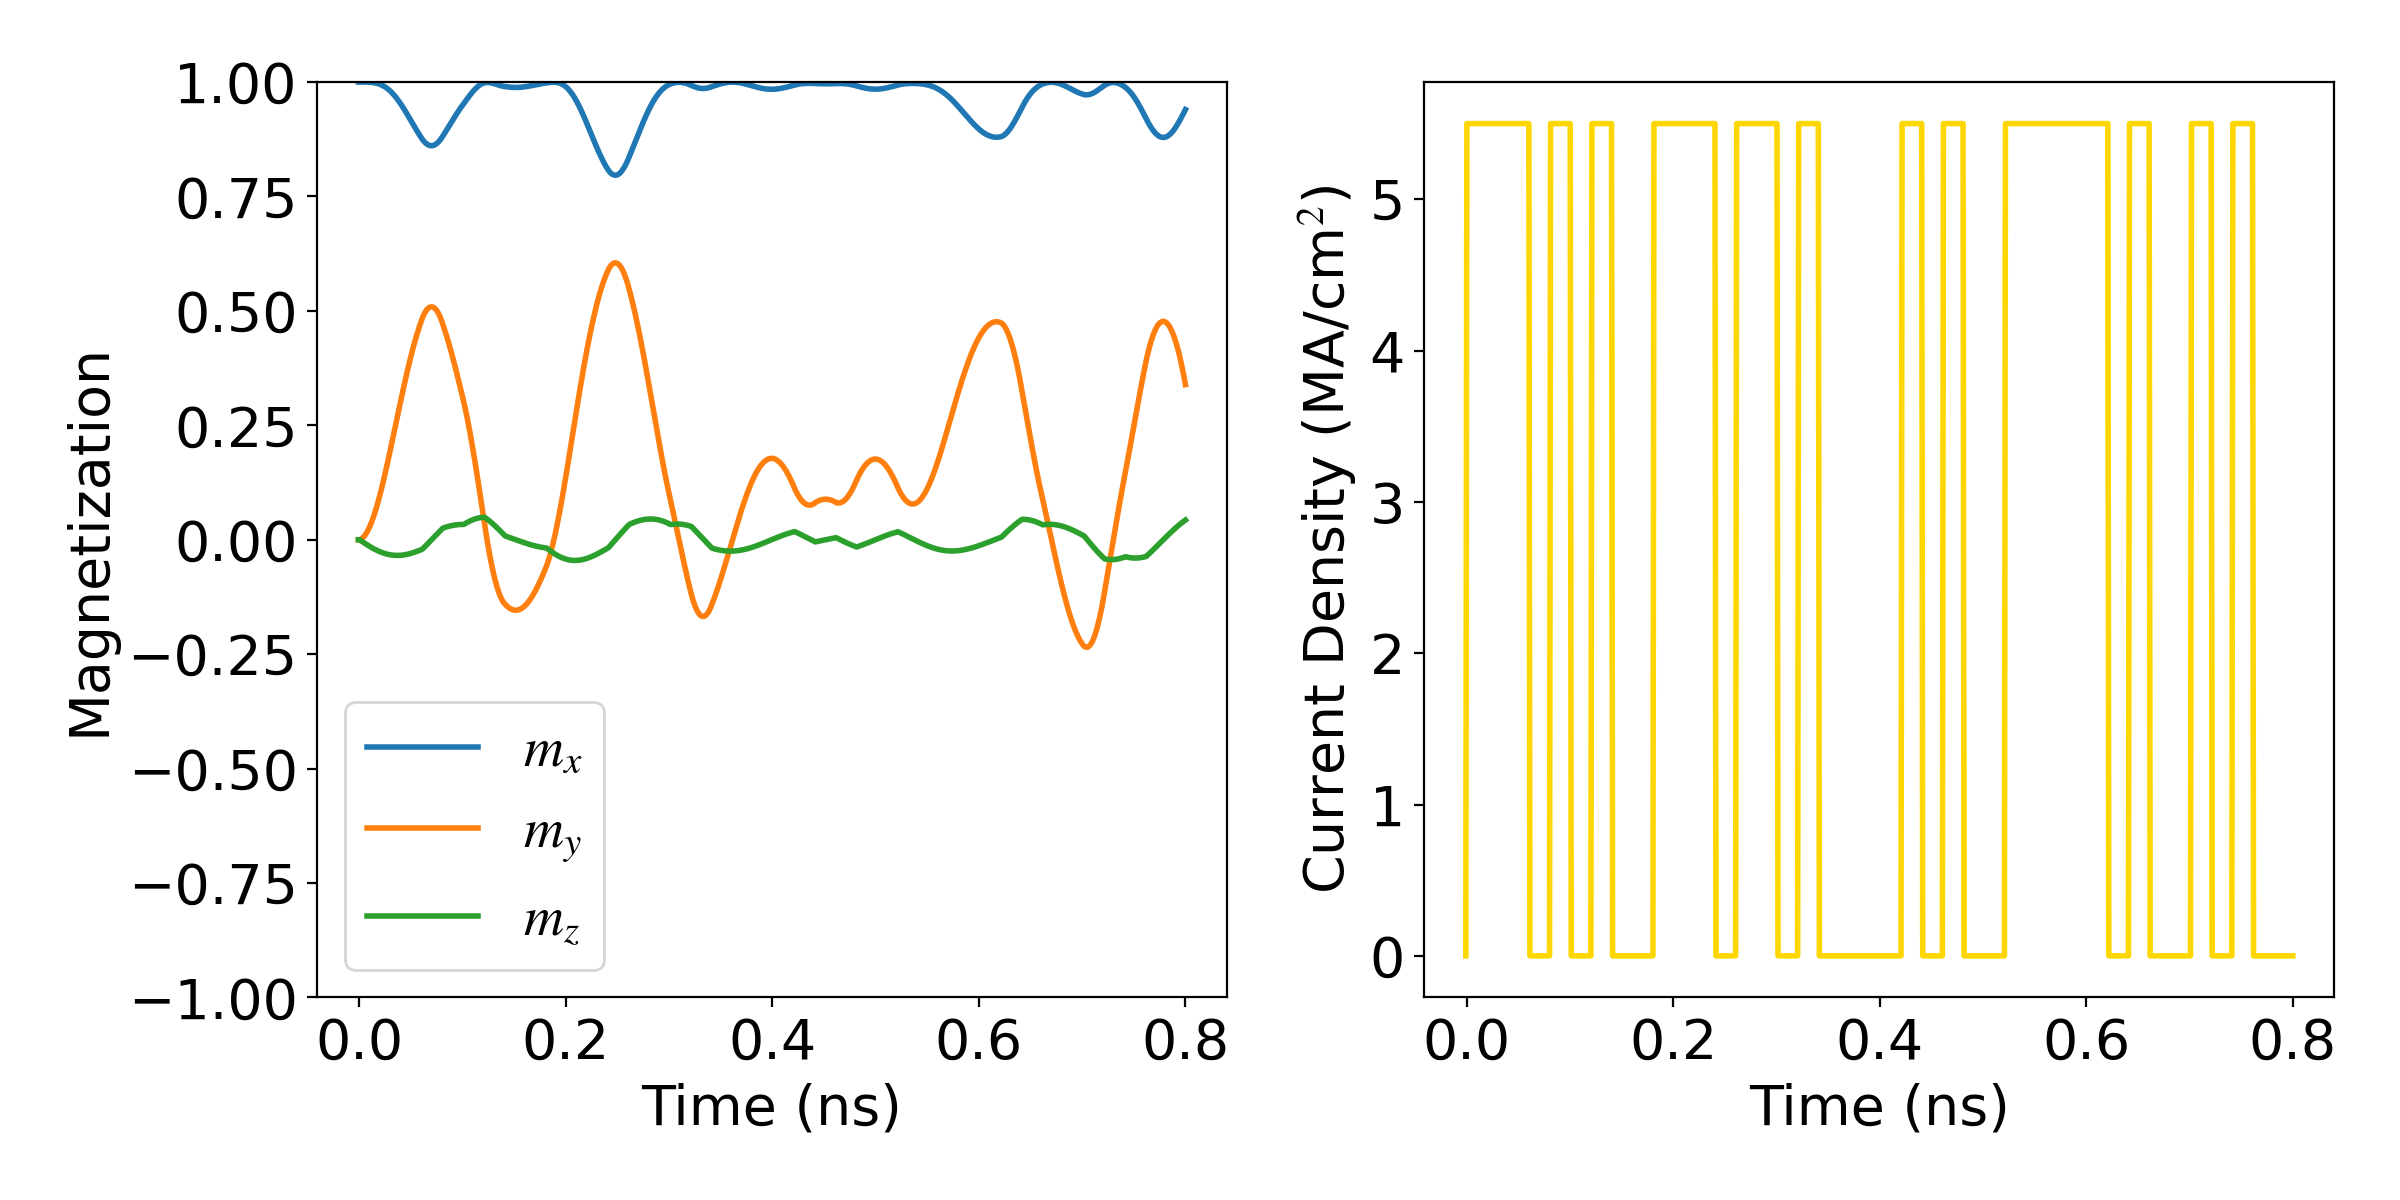 1.00
0.75
0.50
0.25
0.00
−0.25
−0.50
−0.75
−1.00
Magnetization
m_x
m_y
m_z
0.0 0.2 0.4 0.6 0.8
Time (ns)
5
4
3
2
1
0
Current Density (MA/cm²)
0.0 0.2 0.4 0.6 0.8
Time (ns)